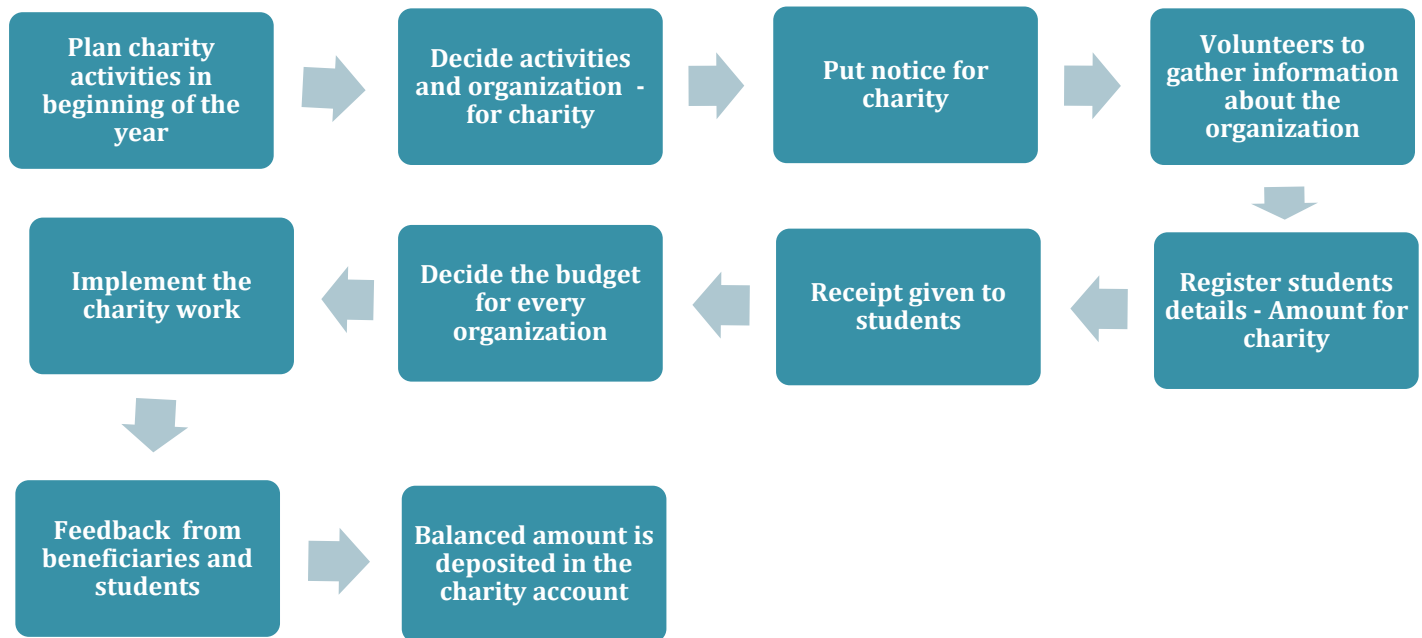 Plan charity
activities in
beginning of the
year
Decide activities
and organization -
for charity
Put notice for
charity
Volunteers to
gather information
about the
organization
Register students
details - Amount for
charity
Receipt given to
students
Decide the budget
for every
organization
Implement the
charity work
Feedback from
beneficiaries and
students
Balanced amount is
deposited in the
charity account